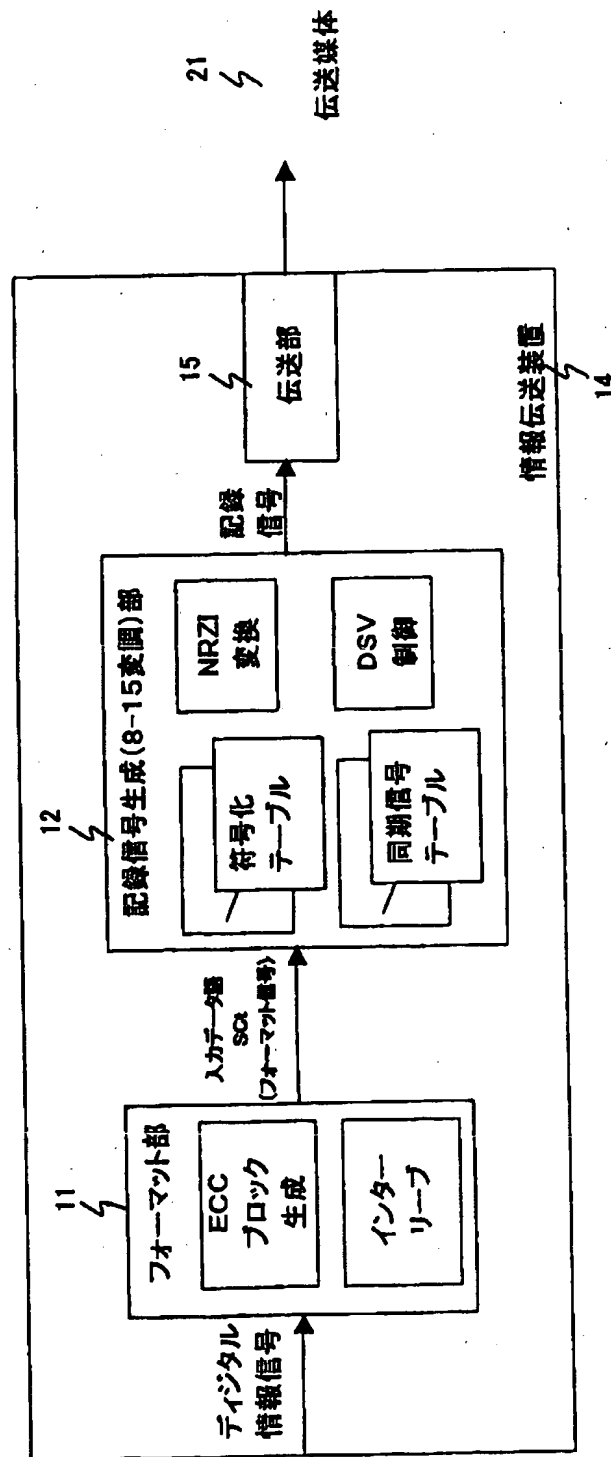 ディジタル
情報信号
11
フォーマット部
ECC
ブロック
生成
インター
リーブ
入力データ語
SCt
(フォーマット信号)
12
記録信号生成(8-15変調)部
符号化
テーブル
同期信号
テーブル
NRZI
変換
DSV
制御
記録
信号
15
伝送部
情報伝送装置
14
21
伝送媒体